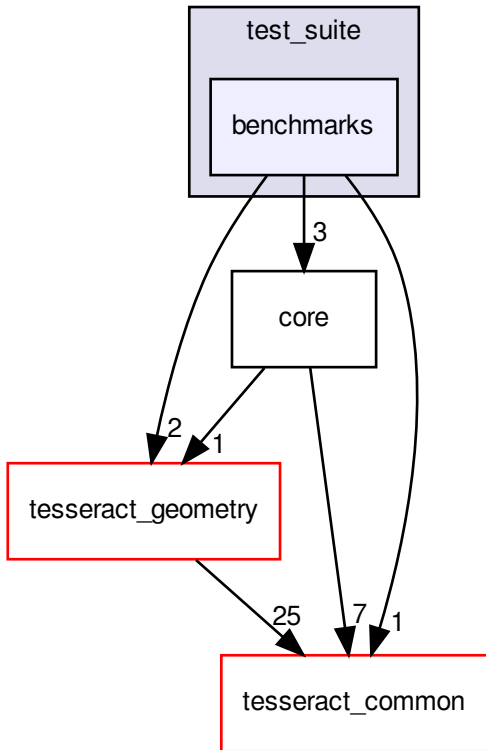 test_suite
benchmarks
3
core
2
1
tesseract_geometry
25
7
1
tesseract_common